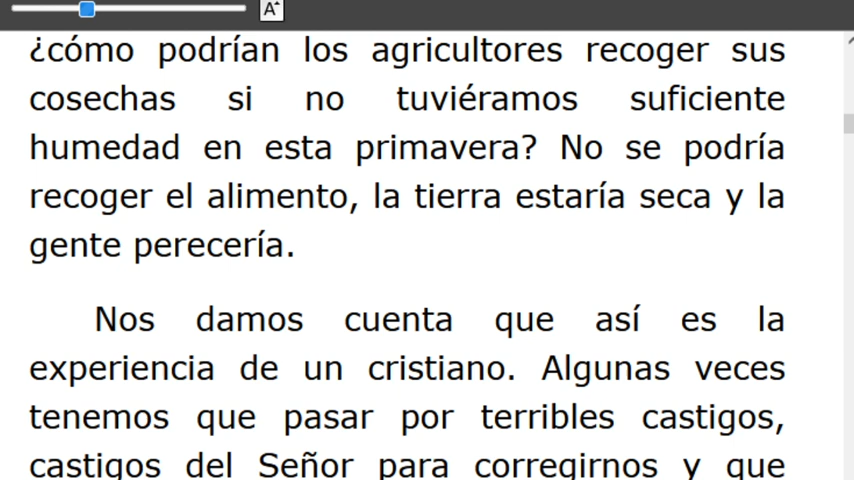 A
¿cómo podrían los agricultores recoger sus
cosechas si no tuviéramos suficiente
humedad en esta primavera? No se podría
recoger el alimento, la tierra estaría seca y la
gente perecería.
Nos damos cuenta que así es la
experiencia de un cristiano. Algunas veces
tenemos que pasar por terribles castigos,
castigos del Señor para corregirnos y que